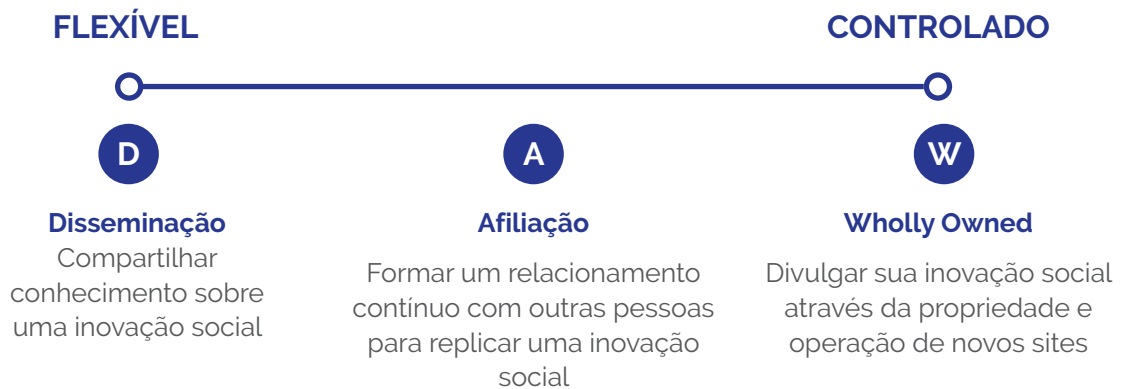 FLEXÍVEL
CONTROLADO
D
A
W
Disseminação
Compartilhar
conhecimento sobre
uma inovação social
Afiliação
Formar um relacionamento
contínuo com outras pessoas
para replicar uma inovação
social
Wholly Owned
Divulgar sua inovação social
através da propriedade e
operação de novos sites